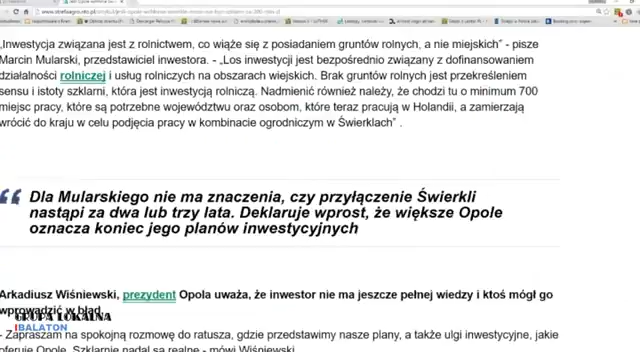 „Inwestycja związana jest z rolnictwem, co wiąże się z posiadaniem gruntów rolnych, a nie miejskich” - pisze
Marcin Mularski, przedstawiciel inwestora. - „Los inwestycji jest bezpośrednio związany z dofinansowaniem
działalności rolniczej i usług rolniczych na obszarach wiejskich. Brak gruntów rolnych jest przekreśleniem
sensu i istoty szklarni, która jest inwestycją rolniczą. Nadmienić również należy, że chodzi tu o minimum 700
miejsc pracy, które są potrzebne województwu oraz osobom, które teraz pracują w Holandii, a zamierzają
wrócić do kraju w celu podjęcia pracy w kombinacie ogrodniczym w Świerklach” .
Dla Mularskiego nie ma znaczenia, czy przyłączenie Świerkli
nastąpi za dwa lub trzy lata. Deklaruje wprost, że większe Opole
oznacza koniec jego planów inwestycyjnych
Arkadiusz Wiśniewski, prezydent Opola uważa, że inwestor nie ma jeszcze pełnej wiedzy i ktoś mógł go
wprowadzić w błąd.
GRUPA LOKALNA
BALATON
- Zapraszam na spokojną rozmowę do ratusza, gdzie przedstawimy nasze plany, a także ulgi inwestycyjne, jakie
oferuje Opole. Szklarnie nadal są realne - mówi Wiśniewski.